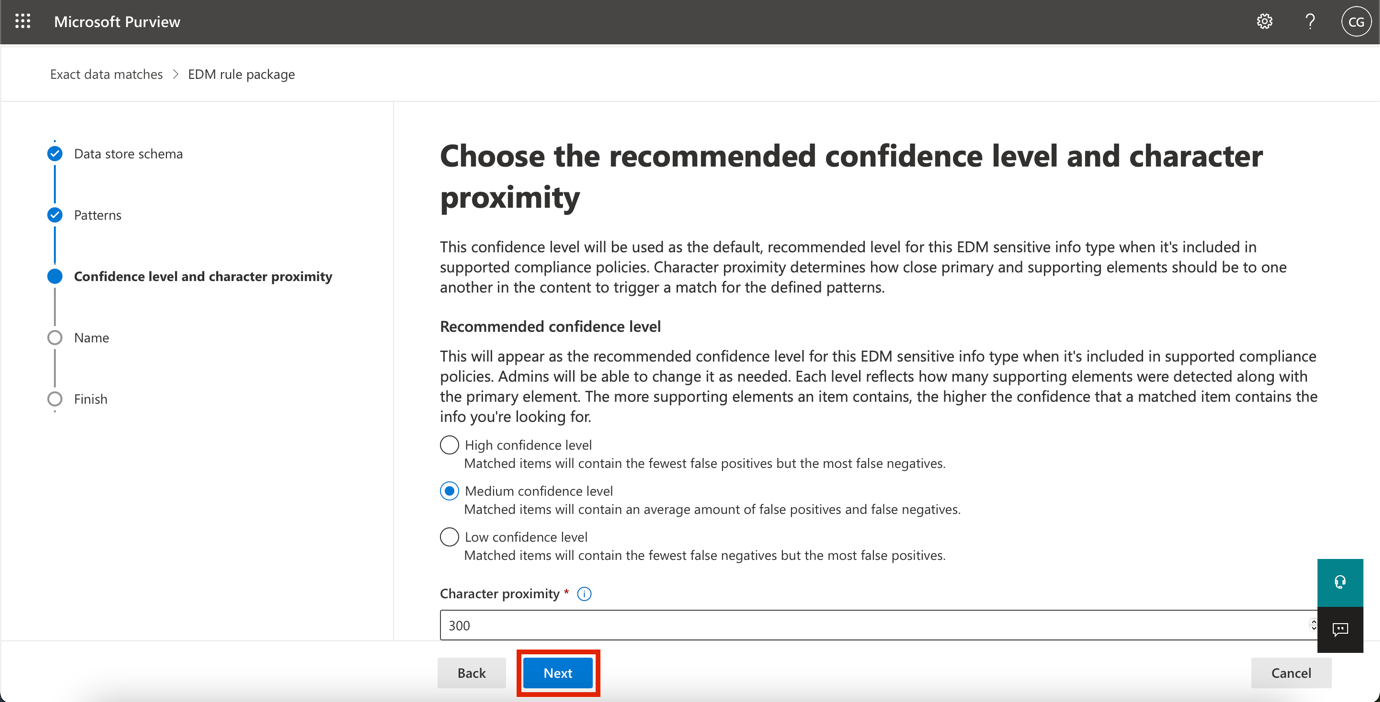 Microsoft Purview
?
CG
Exact data matches > EDM rule package
Data store schema
Patterns
Confidence level and character proximity
Name
Finish
Choose the recommended confidence level and character
proximity
This confidence level will be used as the default, recommended level for this EDM sensitive info type when it's included in
supported compliance policies. Character proximity determines how close primary and supporting elements should be to one
another in the content to trigger a match for the defined patterns.
Recommended confidence level
This will appear as the recommended confidence level for this EDM sensitive info type when it's included in supported compliance
policies. Admins will be able to change it as needed. Each level reflects how many supporting elements were detected along with
the primary element. The more supporting elements an item contains, the higher the confidence that a matched item contains the
info you're looking for.
High confidence level
Matched items will contain the fewest false positives but the most false negatives.
Medium confidence level
Matched items will contain an average amount of false positives and false negatives.
Low confidence level
Matched items will contain the fewest false negatives but the most false positives.
Character proximity *
300
Back
Next
Cancel